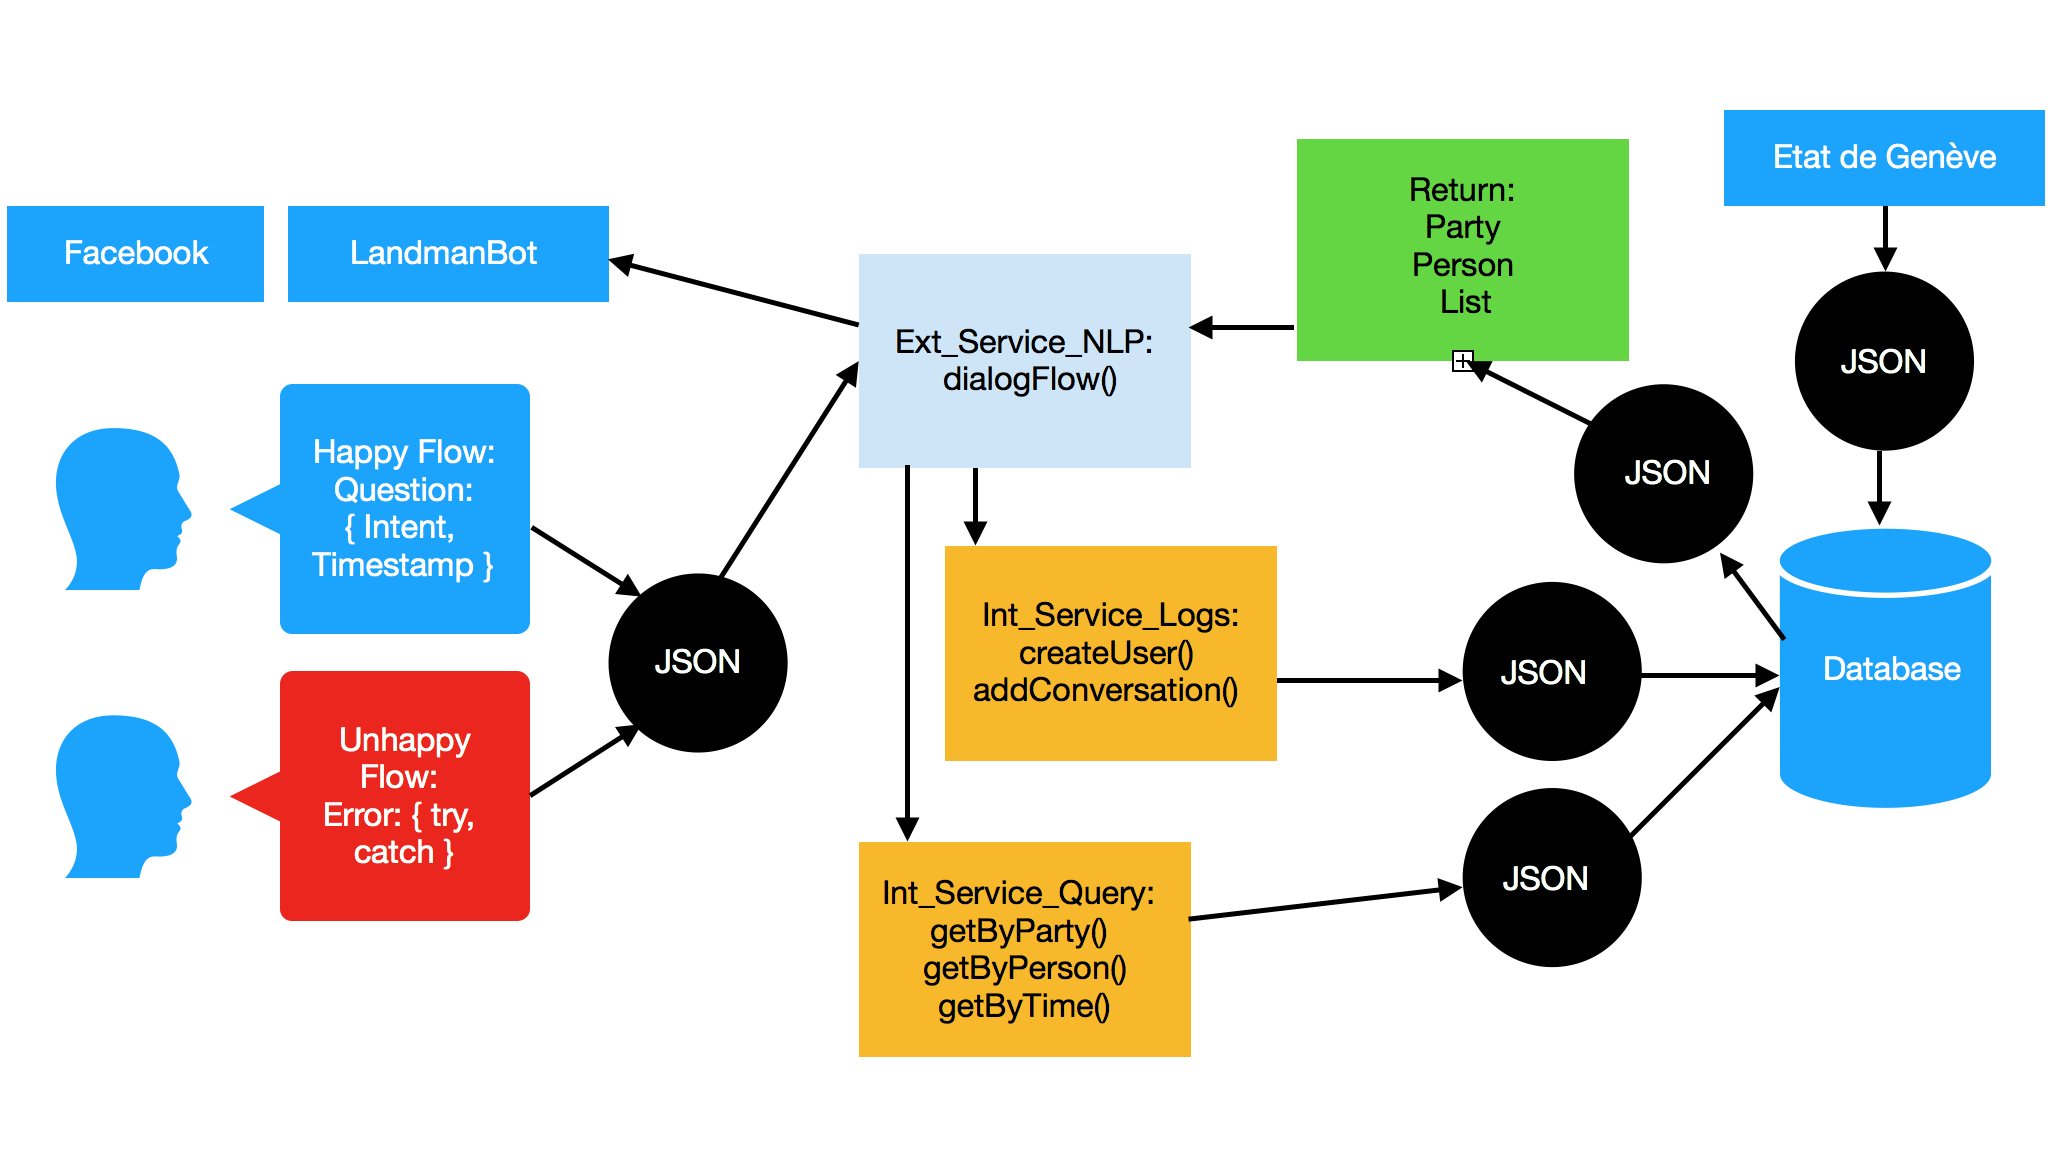 Etat de Genève
Facebook
LandmanBot
Return:
Party
Person
List
Ext_Service_NLP:
dialogFlow()
JSON
Happy Flow:
Question:
{ Intent,
Timestamp }
JSON
Int_Service_Logs:
createUser()
addConversation()
JSON
JSON
Database
Unhappy
Flow:
Error: { try,
catch }
Int_Service_Query:
getByParty()
getByPerson()
getByTime()
JSON